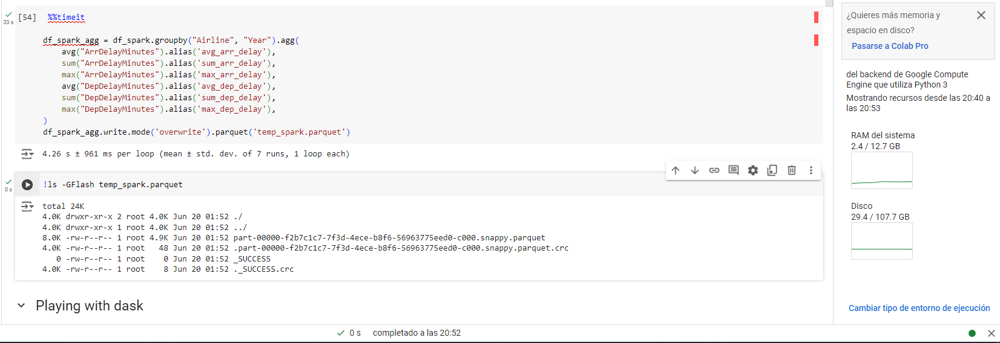 [54] %%timeit
33 s
df_spark_agg = df_spark.groupby("Airline", "Year").agg(
avg("ArrDelayMinutes").alias('avg_arr_delay'),
sum("ArrDelayMinutes").alias('sum_arr_delay'),
max("ArrDelayMinutes").alias('max_arr_delay'),
avg("DepDelayMinutes").alias('avg_dep_delay'),
sum("DepDelayMinutes").alias('sum_dep_delay'),
max("DepDelayMinutes").alias('max_dep_delay'),
)
df_spark_agg.write.mode('overwrite').parquet('temp_spark.parquet')
4.26 s ± 961 ms per loop (mean ± std. dev. of 7 runs, 1 loop each)
!ls -GFlash temp_spark.parquet
0 s
total 24K
4.0K drwxr-xr-x 2 root 4.0K Jun 20 01:52 ./
4.0K drwxr-xr-x 1 root 4.0K Jun 20 01:52 ../
8.0K -rw-r--r-- 1 root 4.9K Jun 20 01:52 part-00000-f2b7c1c7-7f3d-4ece-b8f6-56963775eed0-c000.snappy.parquet
4.0K -rw-r--r-- 1 root   48 Jun 20 01:52 .part-00000-f2b7c1c7-7f3d-4ece-b8f6-56963775eed0-c000.snappy.parquet.crc
0 -rw-r--r-- 1 root    0 Jun 20 01:52 _SUCCESS
4.0K -rw-r--r-- 1 root    8 Jun 20 01:52 ._SUCCESS.crc
Playing with dask
¿Quieres más memoria y
espacio en disco?
Pasarse a Colab Pro
del backend de Google Compute
Engine que utiliza Python 3
Mostrando recursos desde las 20:40 a
las 20:53
RAM del sistema
2.4 / 12.7 GB
Disco
29.4 / 107.7 GB
Cambiar tipo de entorno de ejecución
0 s completado a las 20:52